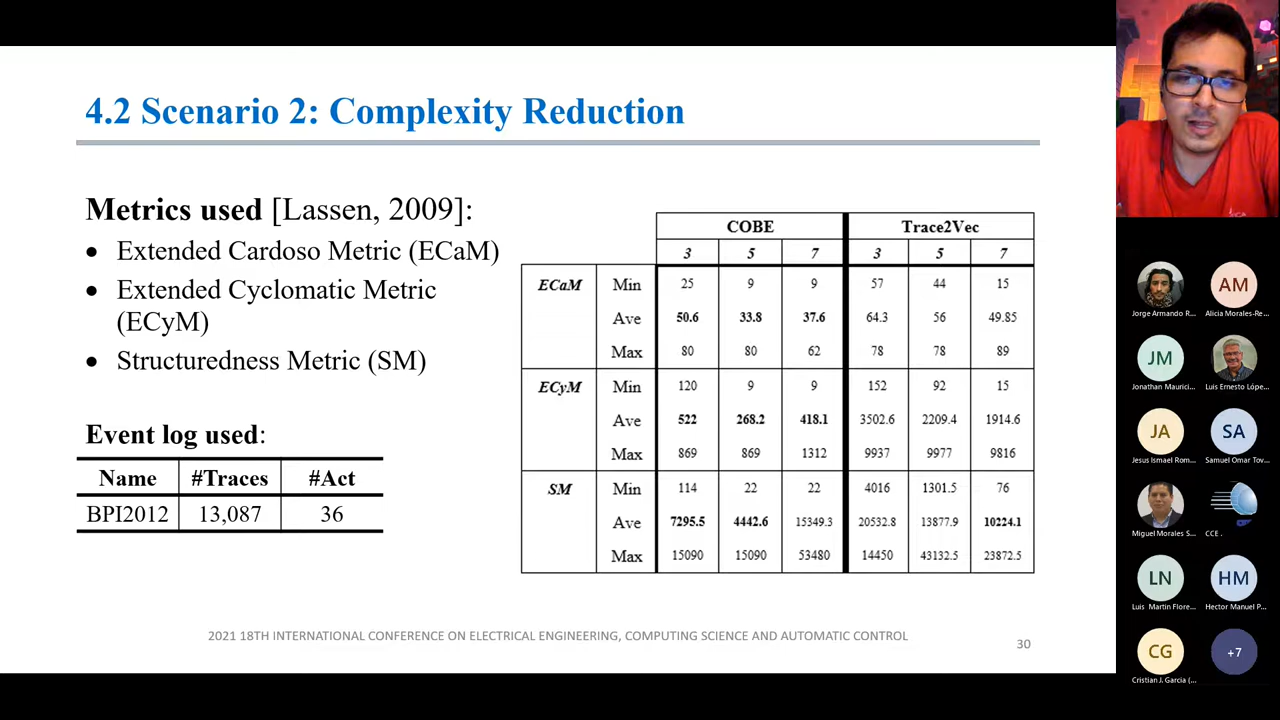 4.2 Scenario 2: Complexity Reduction
Metrics used [Lassen, 2009]:
• Extended Cardoso Metric (ECaM)
• Extended Cyclomatic Metric
(ECyM)
• Structuredness Metric (SM)
Event log used:
Name #Traces #Act
BPI2012 13,087 36
COBE Trace2Vec
3 5 7 3 5 7
ECaM Min 25 9 9 57 44 15
Ave 50.6 33.8 37.6 64.3 56 49.85
Max 80 80 62 78 78 89
ECyM Min 120 9 9 152 92 15
Ave 522 268.2 418.1 3502.6 2209.4 1914.6
Max 869 869 1312 9937 9977 9816
SM Min 114 22 22 4016 1301.5 76
Ave 7295.5 4442.6 15349.3 20532.8 13877.9 10224.1
Max 15090 15090 53480 14450 43132.5 23872.5
2021 18TH INTERNATIONAL CONFERENCE ON ELECTRICAL ENGINEERING, COMPUTING SCIENCE AND AUTOMATIC CONTROL
30
Jorge Armando R...
AM
Alicia Morales-Re...
JM
Jonathan Maurici...
Luis Ernesto Lópe...
JA
Jesus Ismael Rom...
SA
Samuel Omar Tov...
Miguel Morales S...
CCE .
LN
Luis Martin Flore...
HM
Hector Manuel P...
CG
Cristian J. Garcia (...
+7